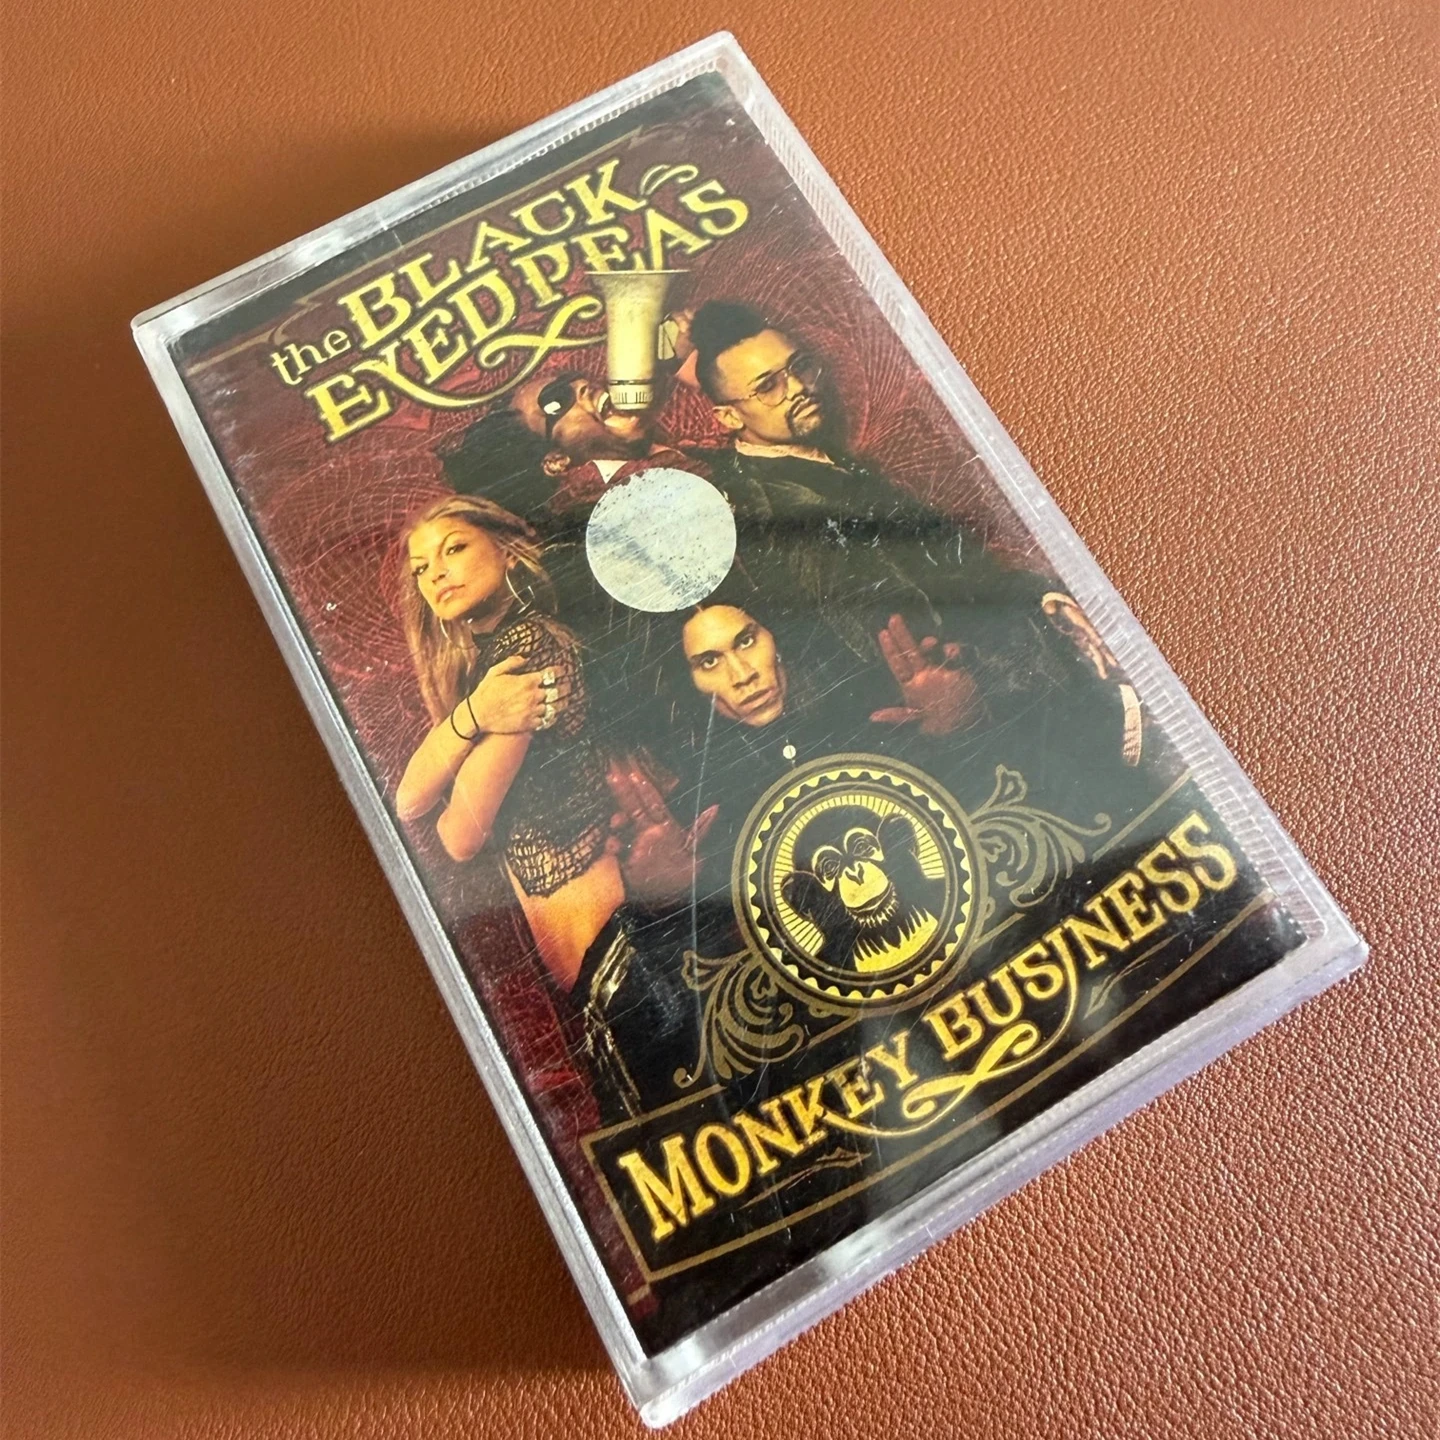 the BLACK
EYED PEAS
MONKEY BUSINESS